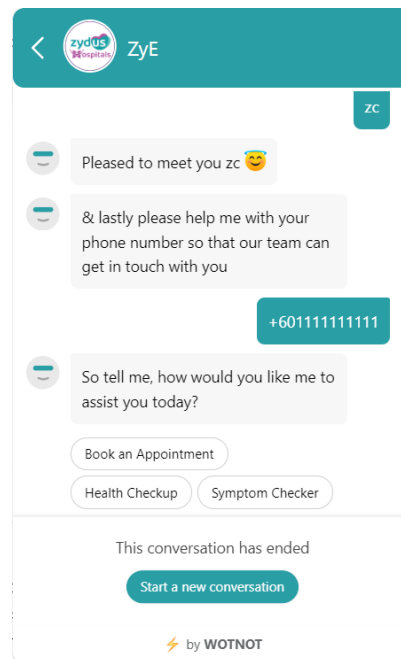 zydus
Hospitals
ZyE
zc
Pleased to meet you zc
& lastly please help me with your
phone number so that our team can
get in touch with you
+601111111111
So tell me, how would you like me to
assist you today?
Book an Appointment
Health Checkup
Symptom Checker
This conversation has ended
Start a new conversation
by WOTNOT